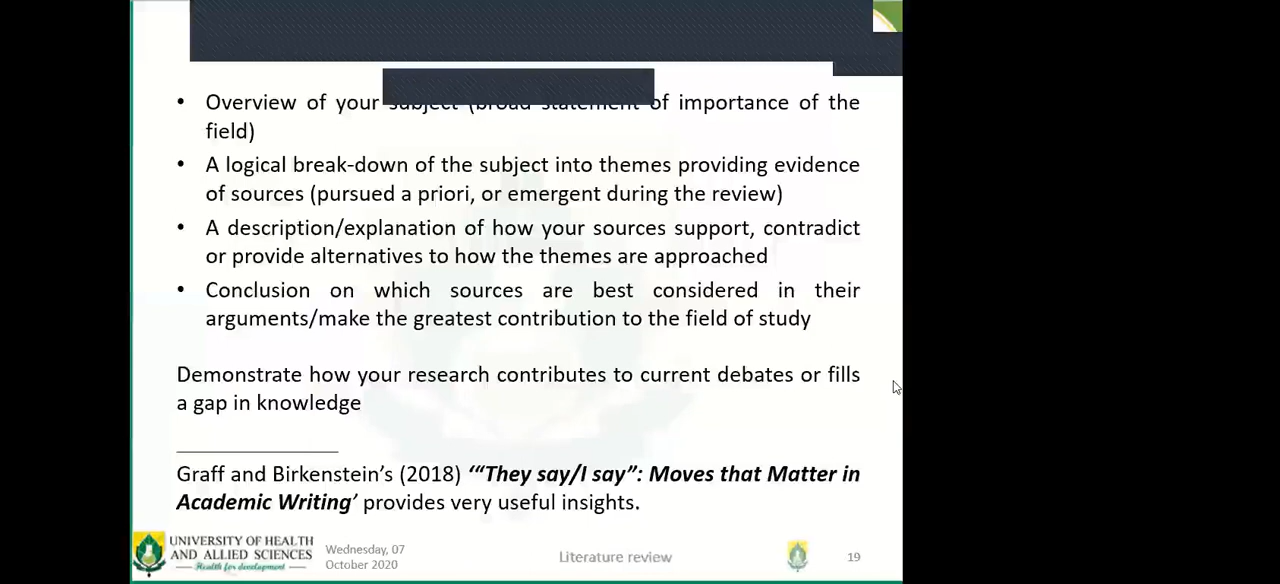 • Overview of your subject (broad statement of importance of the
field)
• A logical break-down of the subject into themes providing evidence
of sources (pursued a priori, or emergent during the review)
• A description/explanation of how your sources support, contradict
or provide alternatives to how the themes are approached
• Conclusion on which sources are best considered in their
arguments/make the greatest contribution to the field of study
Demonstrate how your research contributes to current debates or fills
a gap in knowledge
Graff and Birkenstein’s (2018) ‘“They say/I say”: Moves that Matter in
Academic Writing’ provides very useful insights.
UNIVERSITY OF HEALTH
AND ALLIED SCIENCES
Health for development
Wednesday, 07
October 2020
Literature review
19